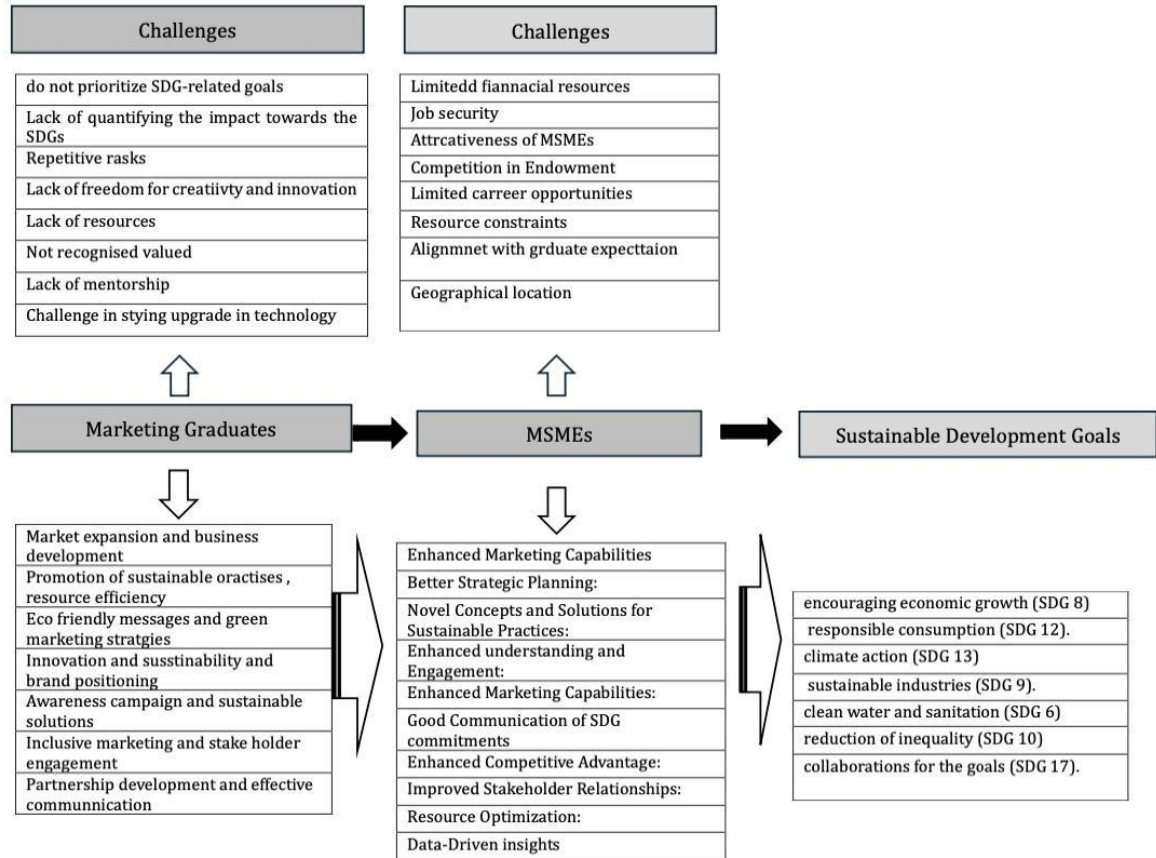 Challenges
do not prioritize SDG-related goals
Lack of quantifying the impact towards the
SDGs
Repetitive rasks
Lack of freedom for creatiivty and innovation
Lack of resources
Not recognised valued
Lack of mentorship
Challenge in stying upgrade in technology
Challenges
Limitedd fiannacial resources
Job security
Attrcativeness of MSMEs
Competition in Endowment
Limited carreer opportunities
Resource constraints
Alignmnet with grduate expecttaion
Geographical location
Marketing Graduates
MSMEs
Sustainable Development Goals
Market expansion and business
development
Promotion of sustainable oractises ,
resource efficiency
Eco friendly messages and green
marketing stratgies
Innovation and susstinability and
brand positioning
Awareness campaign and sustainable
solutions
Inclusive marketing and stake holder
engagement
Partnership development and effective
communnication
Enhanced Marketing Capabilities
Better Strategic Planning:
Novel Concepts and Solutions for
Sustainable Practices:
Enhanced understanding and
Engagement:
Enhanced Marketing Capabilities:
Good Communication of SDG
commitments
Enhanced Competitive Advantage:
Improved Stakeholder Relationships:
Resource Optimization:
Data-Driven insights
encouraging economic growth (SDG 8)
responsible consumption (SDG 12).
climate action (SDG 13)
sustainable industries (SDG 9).
clean water and sanitation (SDG 6)
reduction of inequality (SDG 10)
collaborations for the goals (SDG 17).